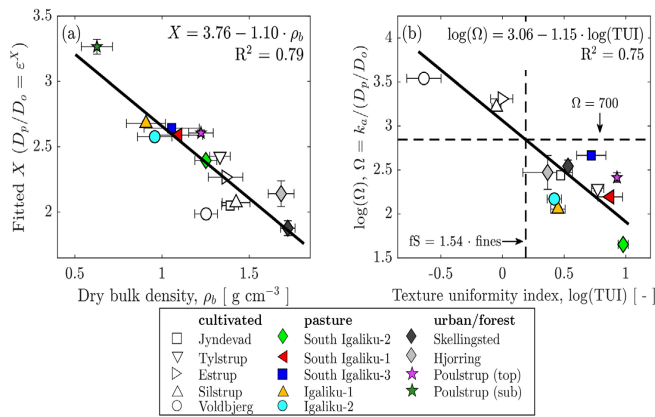 (a)
X = 3.76 − 1.10 · ρb
R² = 0.79
3.5
3
2.5
2
Fitted X (Dp/Do = εX)
0.5
1
1.5
Dry bulk density, ρb [ g cm−3 ]
(b)
log(Ω) = 3.06 − 1.15 · log(TUI)
R² = 0.75
Ω = 700
fS = 1.54 · fines
4
3.5
3
2.5
2
1.5
log(Ω), Ω = ka/(Dp/Do)
-0.5
0
0.5
1
Texture uniformity index, log(TUI) [ - ]
cultivated
Jyndevad
Tylstrup
Estrup
Silstrup
Voldbjerg
pasture
South Igaliku-2
South Igaliku-1
South Igaliku-3
Igaliku-1
Igaliku-2
urban/forest
Skellingsted
Hjorring
Poulstrup (top)
Poulstrup (sub)